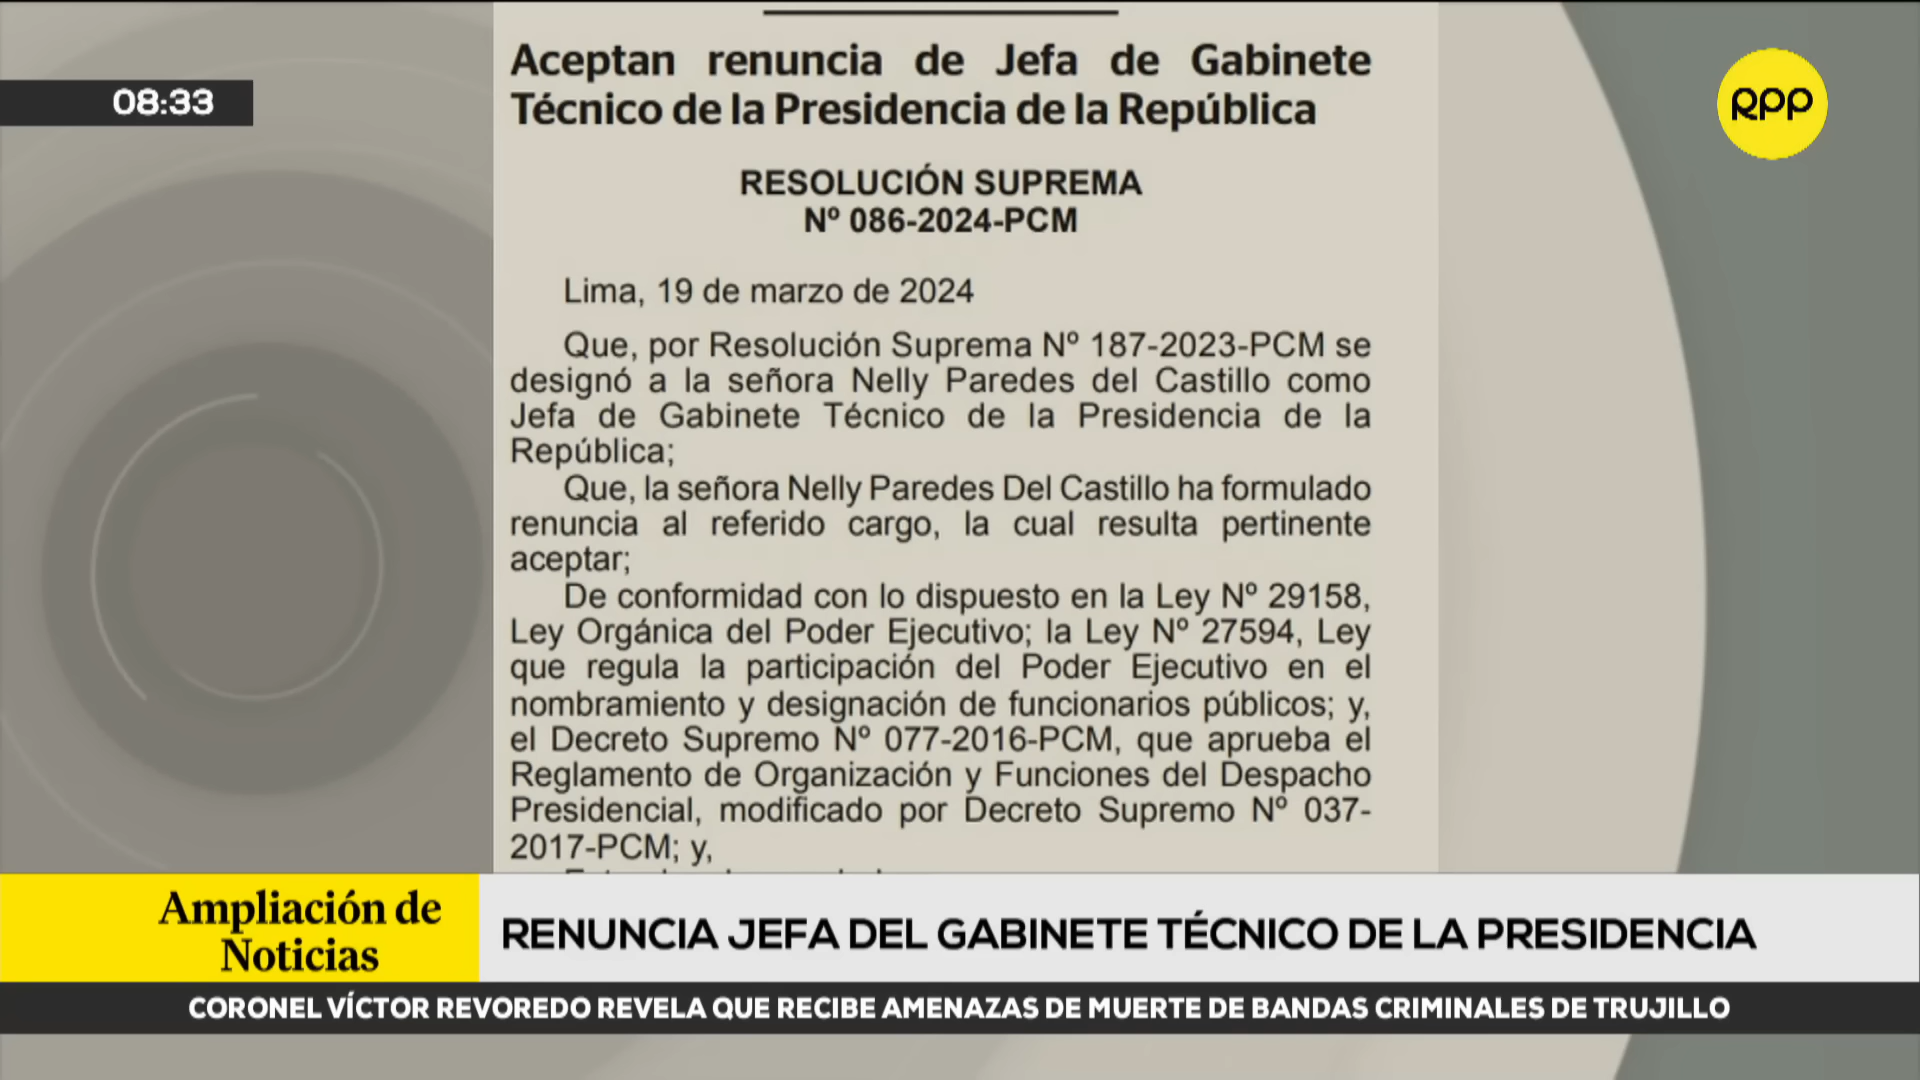 Aceptan renuncia de Jefa de Gabinete
Técnico de la Presidencia de la República
08:33
rpp
RESOLUCIÓN SUPREMA
Nº 086-2024-PCM
Lima, 19 de marzo de 2024
Que, por Resolución Suprema Nº 187-2023-PCM se
designó a la señora Nelly Paredes del Castillo como
Jefa de Gabinete Técnico de la Presidencia de la
República;
Que, la señora Nelly Paredes Del Castillo ha formulado
renuncia al referido cargo, la cual resulta pertinente
aceptar;
De conformidad con lo dispuesto en la Ley Nº 29158,
Ley Orgánica del Poder Ejecutivo; la Ley Nº 27594, Ley
que regula la participación del Poder Ejecutivo en el
nombramiento y designación de funcionarios públicos; y,
el Decreto Supremo Nº 077-2016-PCM, que aprueba el
Reglamento de Organización y Funciones del Despacho
Presidencial, modificado por Decreto Supremo Nº 037-
2017-PCM; y,
Ampliación de
Noticias
RENUNCIA JEFA DEL GABINETE TÉCNICO DE LA PRESIDENCIA
CORONEL VÍCTOR REVOREDO REVELA QUE RECIBE AMENAZAS DE MUERTE DE BANDAS CRIMINALES DE TRUJILLO